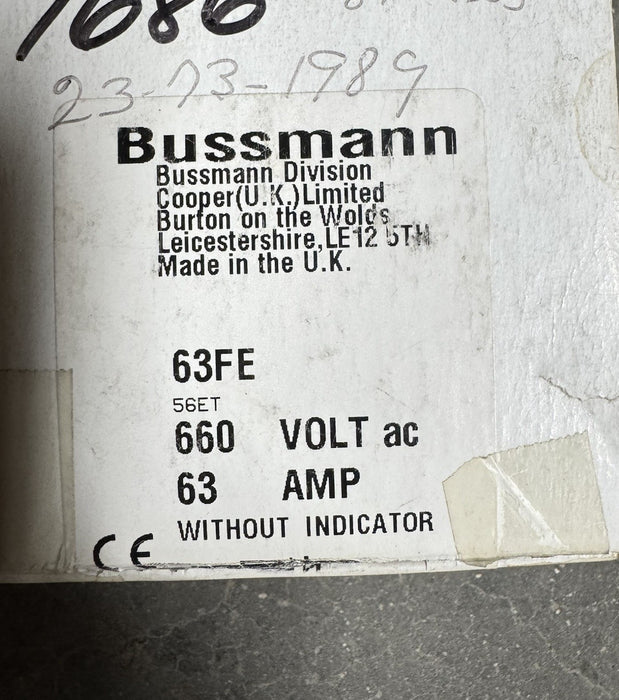 1686
23-73-1989
Bussmann
Bussmann Division
Cooper(U.K.)Limited
Burton on the Wolds
Leicestershire,LE12 5TH
Made in the U.K.
63FE
56ET
660 VOLT ac
63 AMP
WITHOUT INDICATOR
CE